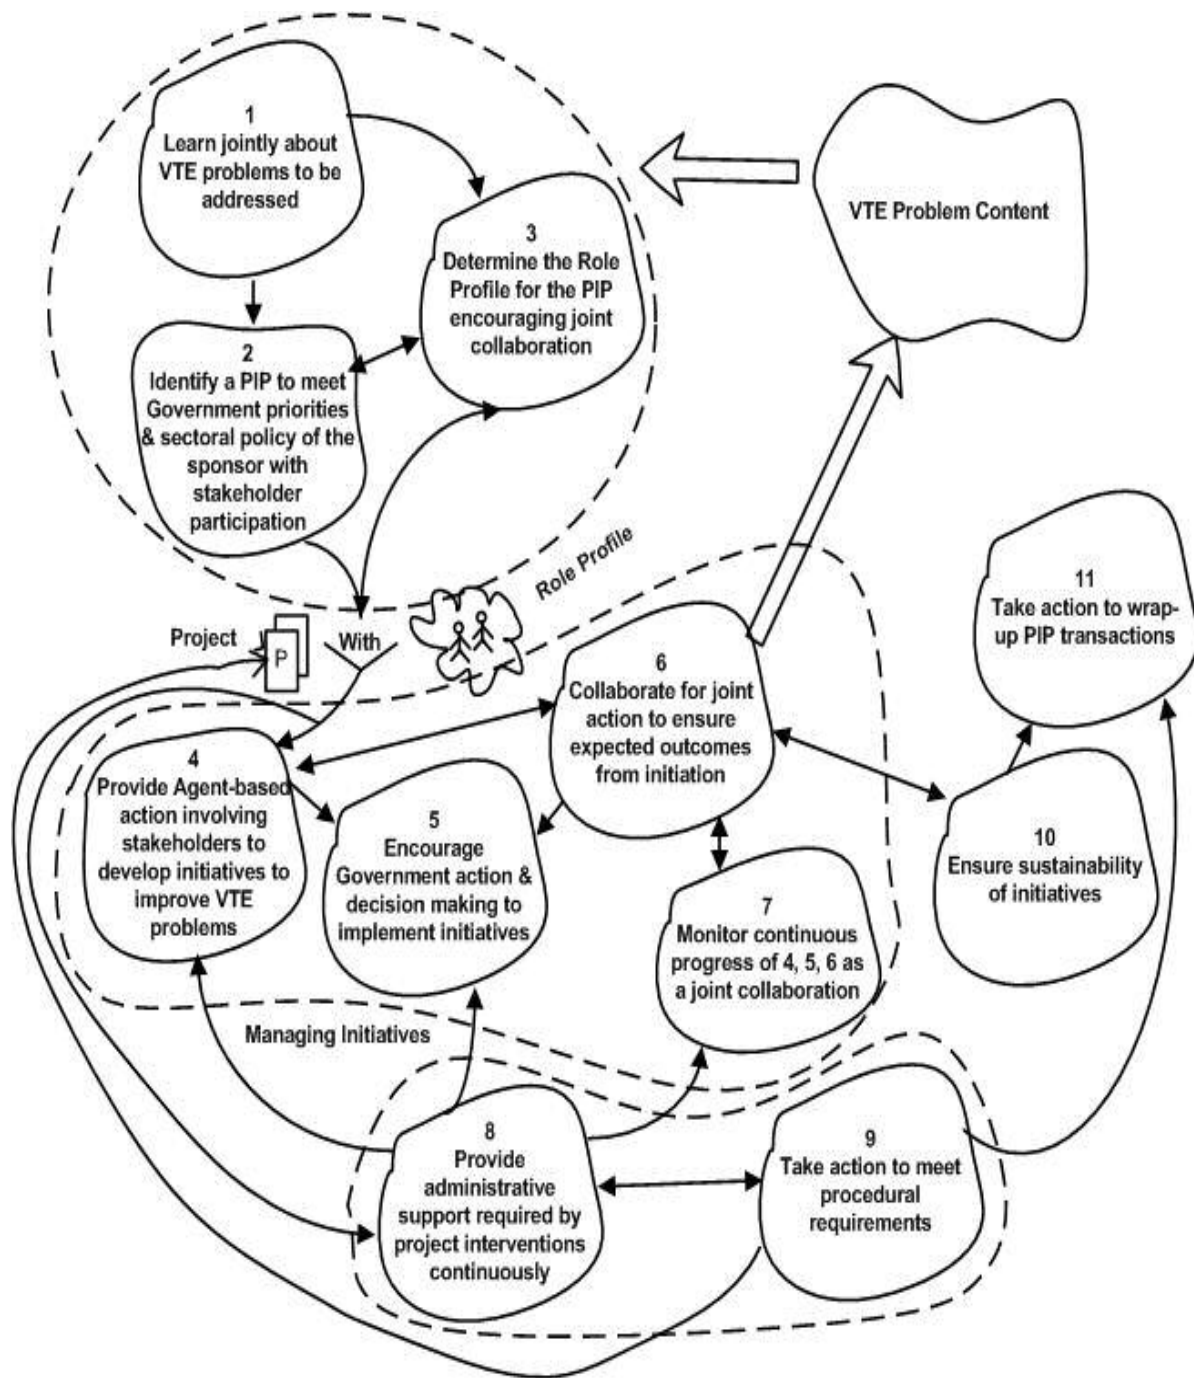 1
Learn jointly about
VTE problems to be
addressed
VTE Problem Content
3
Determine the Role
Profile for the PIP
encouraging joint
collaboration
2
Identify a PIP to meet
Government priorities
& sectoral policy of the
sponsor with
stakeholder
participation
Role Profile
Project
P
With
11
Take action to wrap-
up PIP transactions
6
Collaborate for joint
action to ensure
expected outcomes
from initiation
4
Provide Agent-based
action involving
stakeholders to
develop initiatives to
improve VTE
problems
5
Encourage
Government action &
decision making to
implement initiatives
10
Ensure sustainability
of initiatives
7
Monitor continuous
progress of 4, 5, 6 as
a joint collaboration
Managing Initiatives
8
Provide
administrative
support required by
project interventions
continuously
9
Take action to meet
procedural
requirements